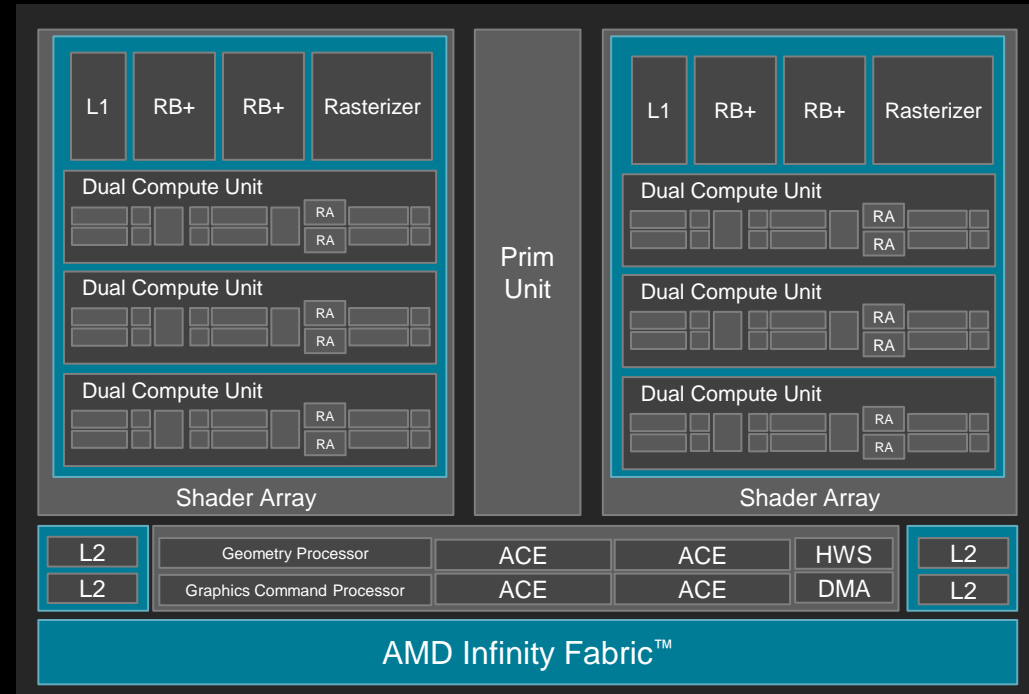 L1
RB+
RB+
Rasterizer
Dual Compute Unit
RA
RA
Dual Compute Unit
RA
RA
Dual Compute Unit
RA
RA
Shader Array
Prim
Unit
L1
RB+
RB+
Rasterizer
Dual Compute Unit
RA
RA
Dual Compute Unit
RA
RA
Dual Compute Unit
RA
RA
Shader Array
L2
L2
Geometry Processor
ACE
ACE
HWS
Graphics Command Processor
ACE
ACE
DMA
L2
L2
AMD Infinity Fabric™